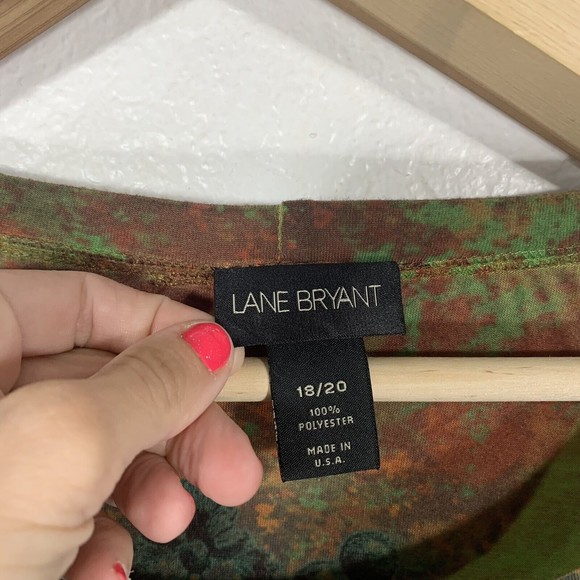 LANE BRYANT
18/20
100%
POLYESTER
MADE IN
U.S.A.